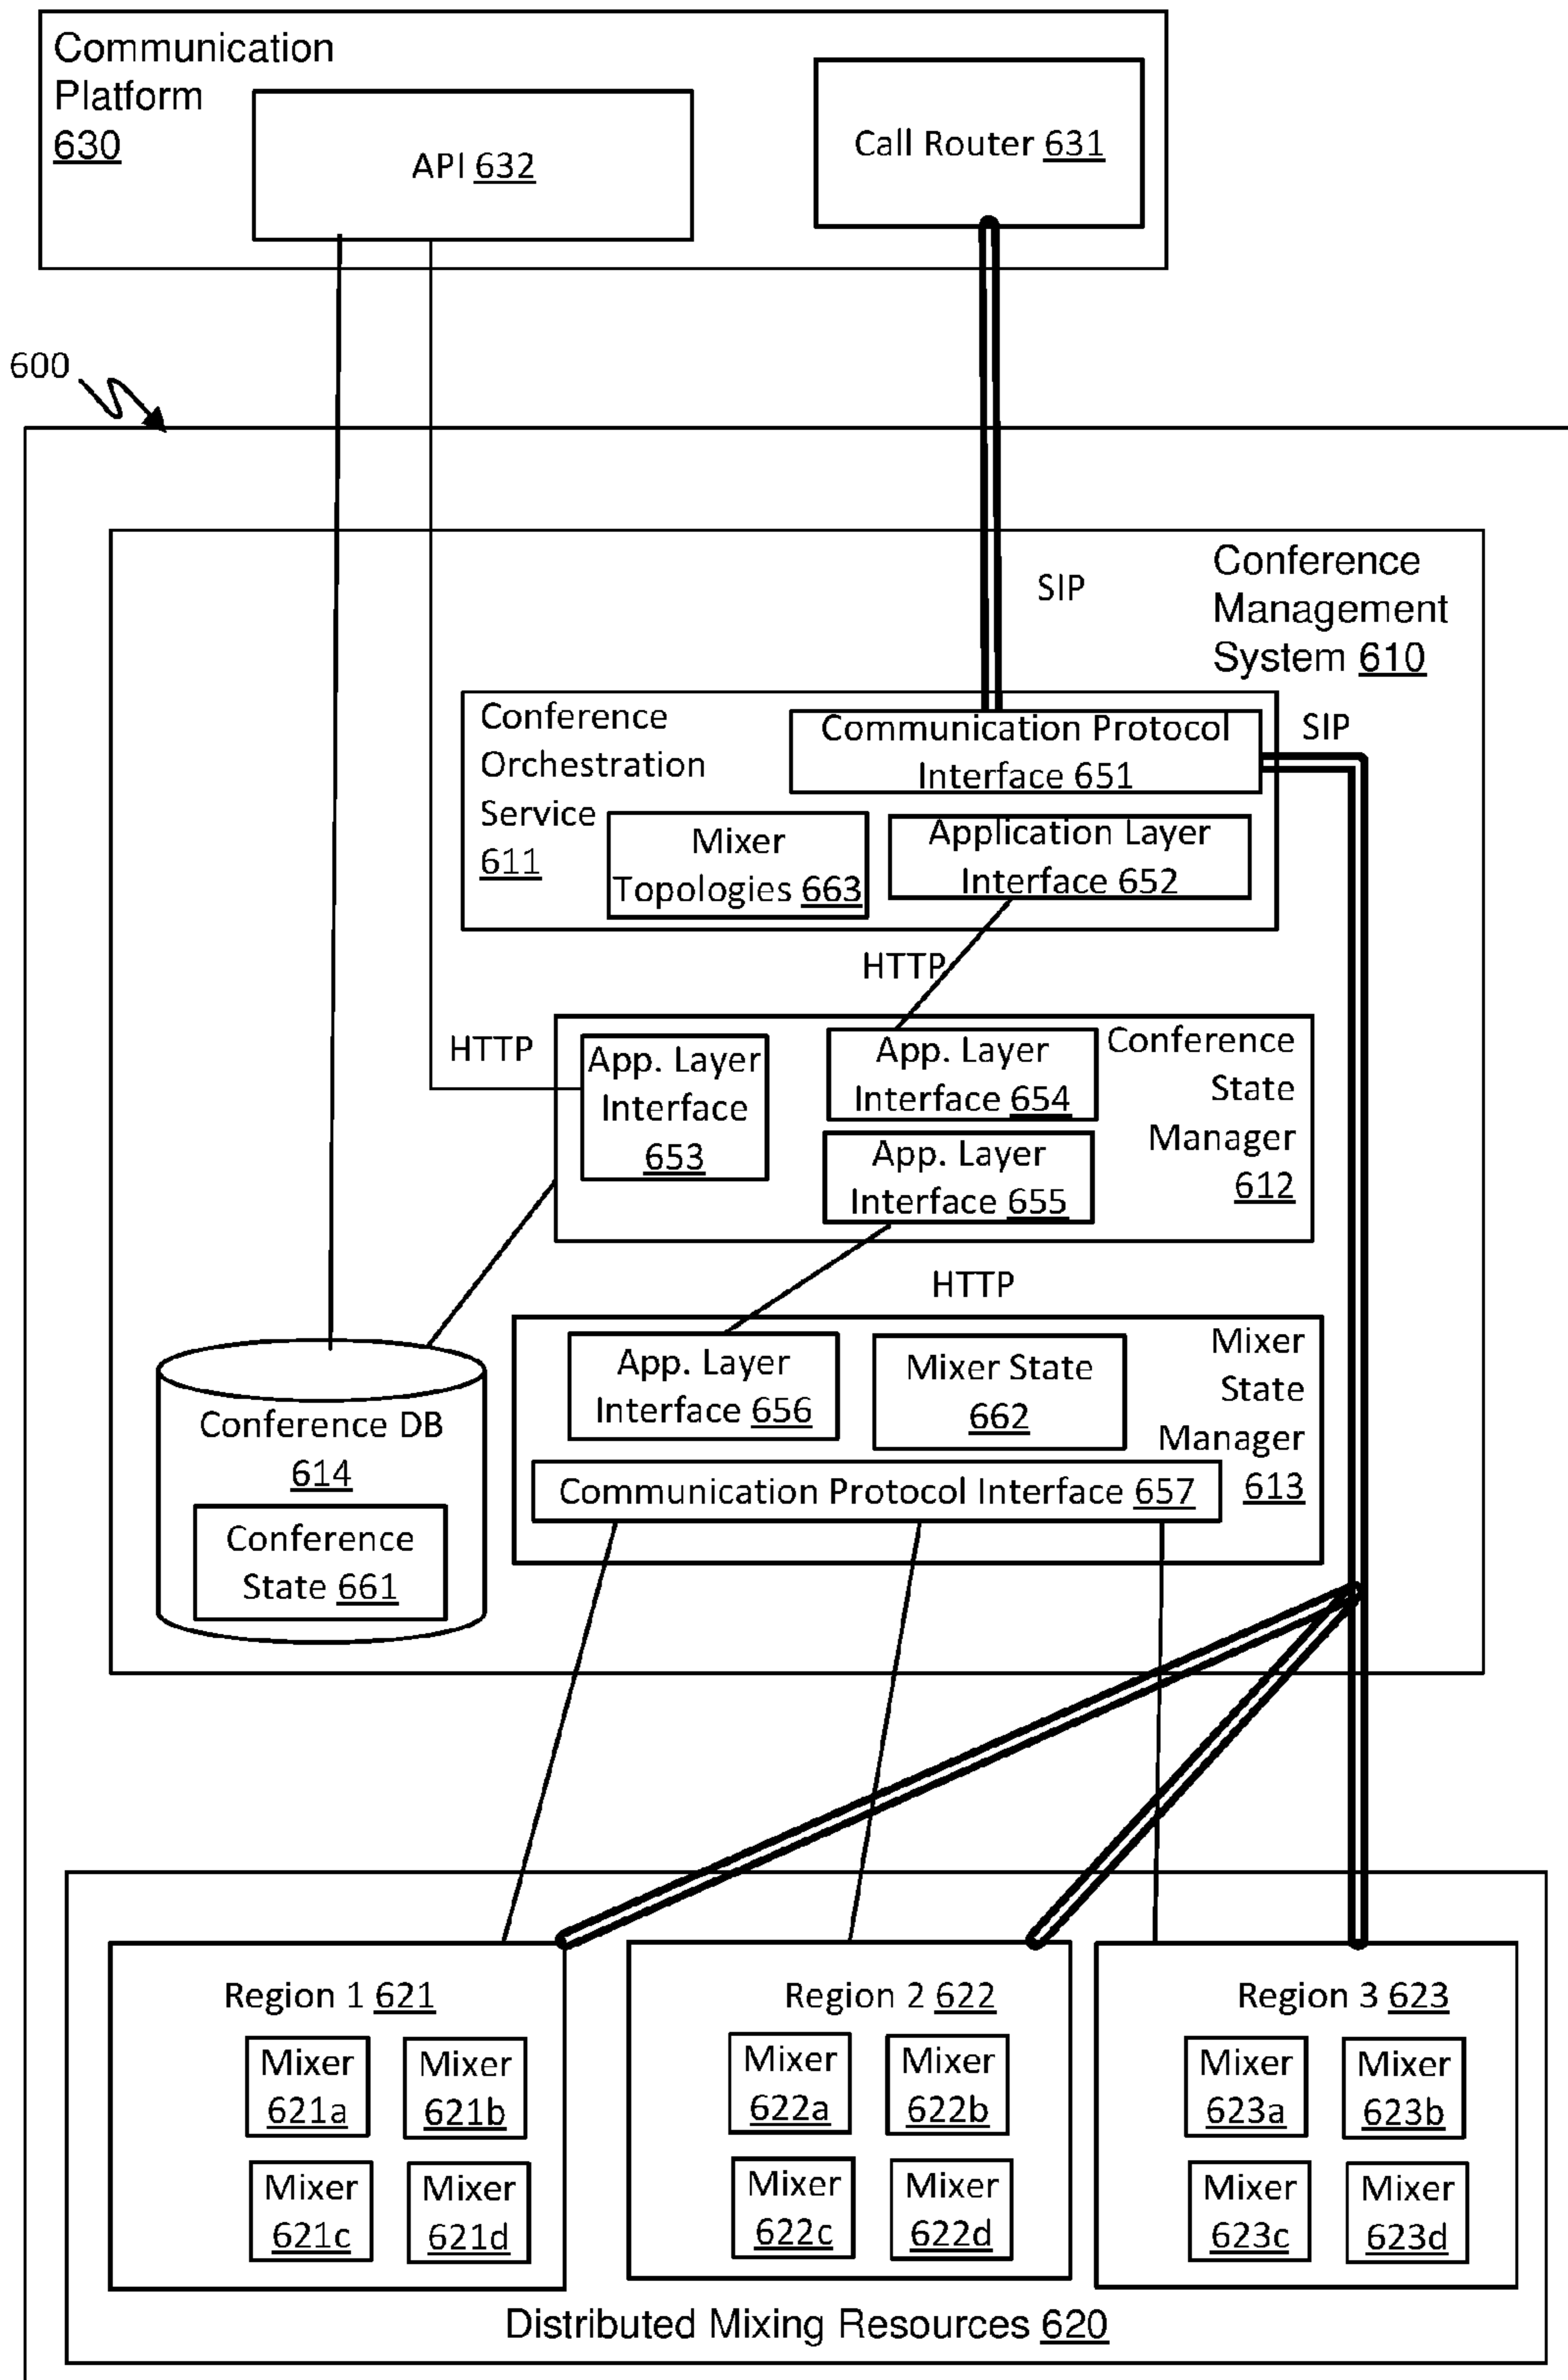 Communication
Platform
630
API 632
Call Router 631
600
SIP
Conference
Management
System 610
Conference
Orchestration
Service
611
Communication Protocol
Interface 651
SIP
Mixer
Topologies 663
Application Layer
Interface 652
HTTP
HTTP
App. Layer
Interface
653
App. Layer
Interface 654
App. Layer
Interface 655
Conference
State
Manager
612
HTTP
App. Layer
Interface 656
Mixer State
662
Mixer
State
Manager
613
Communication Protocol Interface 657
Conference DB
614
Conference
State 661
Region 1 621
Mixer
621a
Mixer
621b
Mixer
621c
Mixer
621d
Region 2 622
Mixer
622a
Mixer
622b
Mixer
622c
Mixer
622d
Region 3 623
Mixer
623a
Mixer
623b
Mixer
623c
Mixer
623d
Distributed Mixing Resources 620